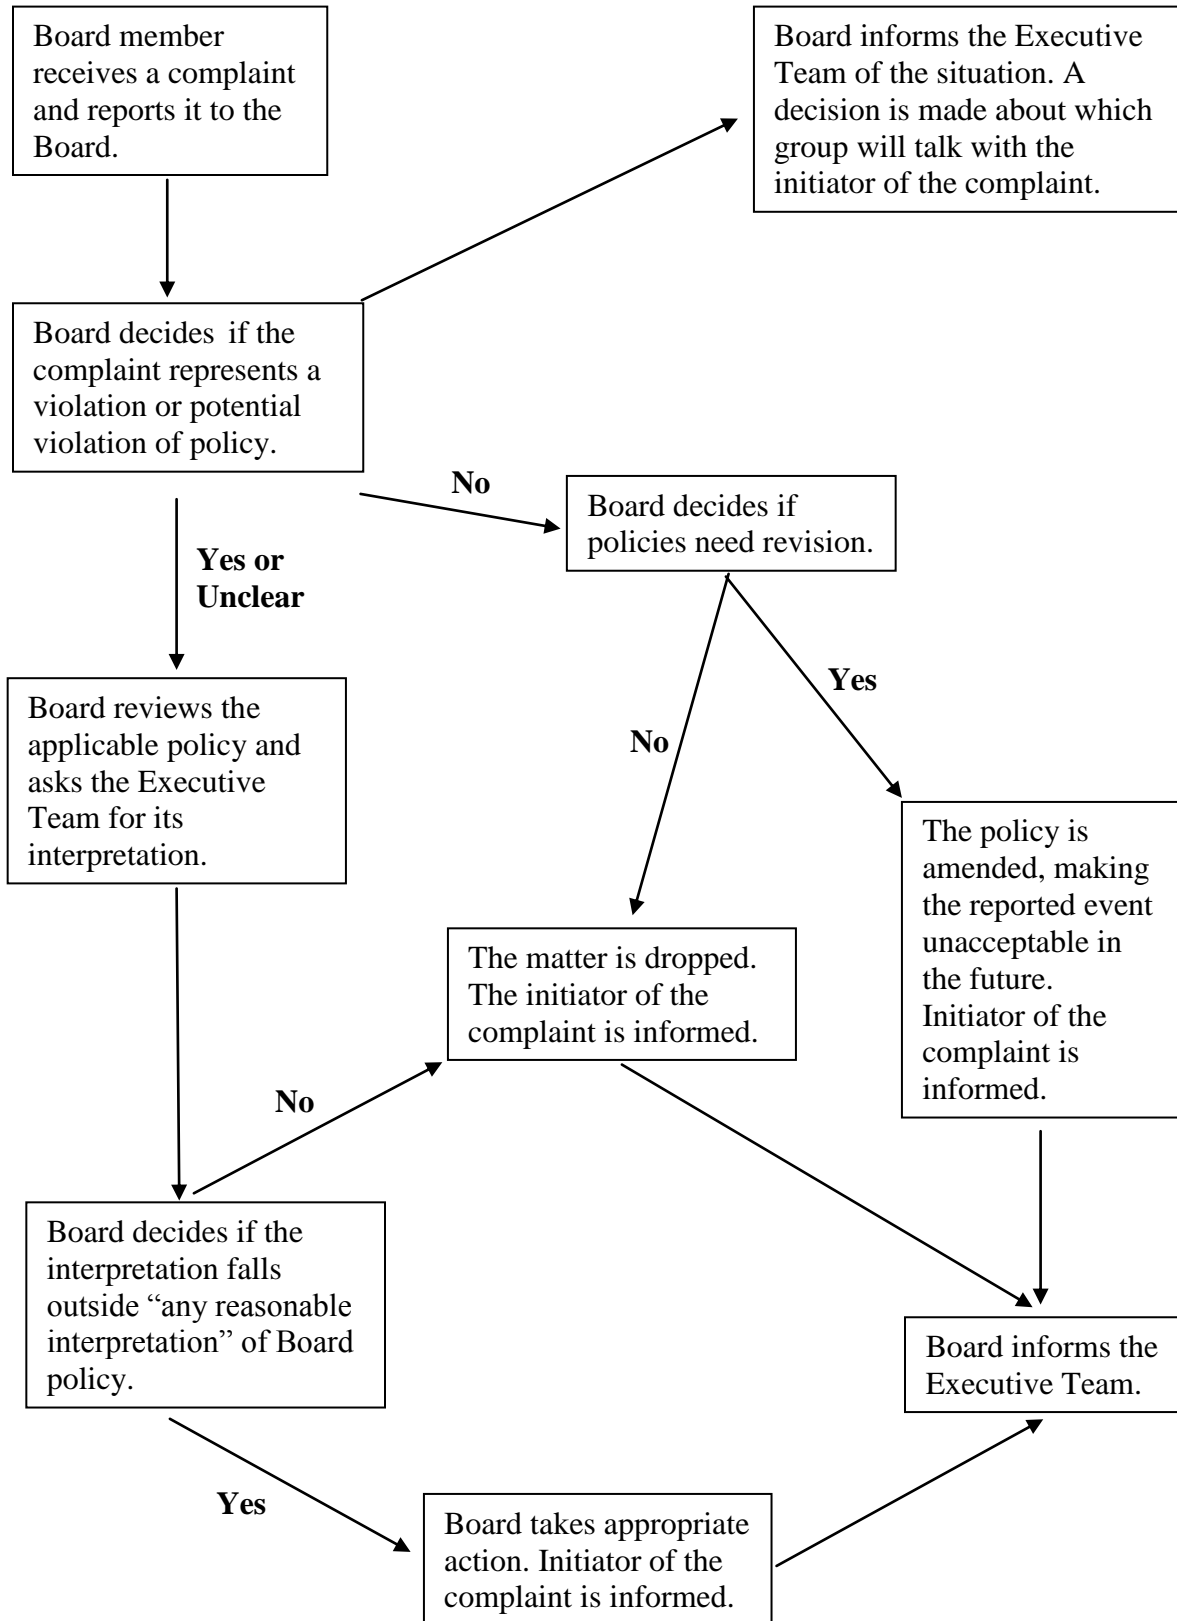 Board member
receives a complaint
and reports it to the
Board.
Board informs the Executive
Team of the situation. A
decision is made about which
group will talk with the
initiator of the complaint.
Board decides if the
complaint represents a
violation or potential
violation of policy.
No
Board decides if
policies need revision.
Yes or
Unclear
Yes
No
Board reviews the
applicable policy and
asks the Executive
Team for its
interpretation.
The policy is
amended, making
the reported event
unacceptable in
the future.
Initiator of the
complaint is
informed.
The matter is dropped.
The initiator of the
complaint is informed.
No
Board decides if the
interpretation falls
outside “any reasonable
interpretation” of Board
policy.
Board informs the
Executive Team.
Yes
Board takes appropriate
action. Initiator of the
complaint is informed.